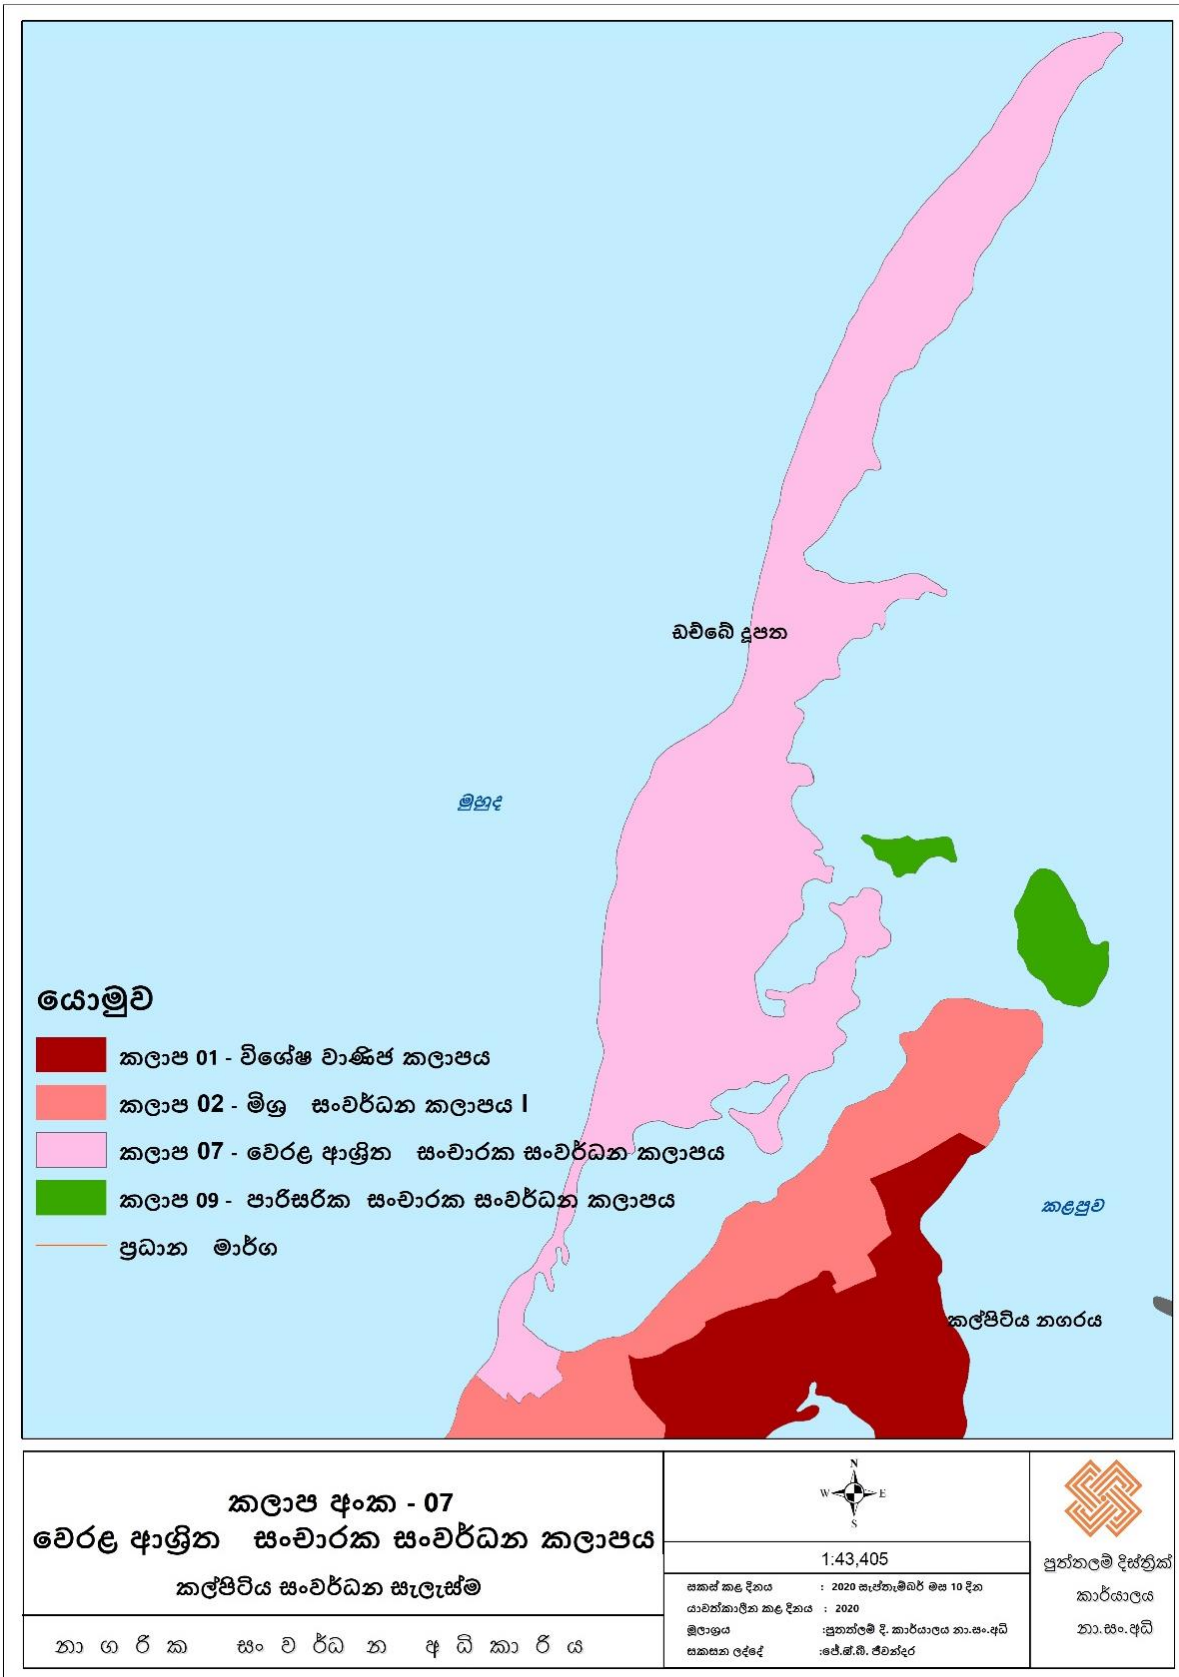 ඩච්බේ දූපත
මුහුද
යොමුව
කලාප 01 - විශේෂ වාණිජ කලාපය
කලාප 02 - මිශ්‍ර සංවර්ධන කලාපය I
කලාප 07 - වෙරළ ආශ්‍රිත සංචාරක සංවර්ධන කලාපය
කලාප 09 - පාරිසරික සංචාරක සංවර්ධන කලාපය
ප්‍රධාන මාර්ග
කළපුව
කල්පිටිය නගරය
කලාප අංක - 07
වෙරළ ආශ්‍රිත සංචාරක සංවර්ධන කලාපය
කල්පිටිය සංවර්ධන සැලැස්ම
නාගරික සංවර්ධන අධිකාරිය
N
W E
S
1:43,405
සකස් කළ දිනය : 2020 සැප්තැම්බර් මස 10 දින
යාවත්කාලීන කළ දිනය : 2020
මූලාශ්‍රය :පුතත්ලම් දි. කාර්යාලය නා.සං.අධි
සකසන ලද්දේ :ජේ.ඒ.බී. ජීවන්දර
පුත්තලම් දිස්ත්‍රික්
කාර්යාලය
නා.සං.අධි